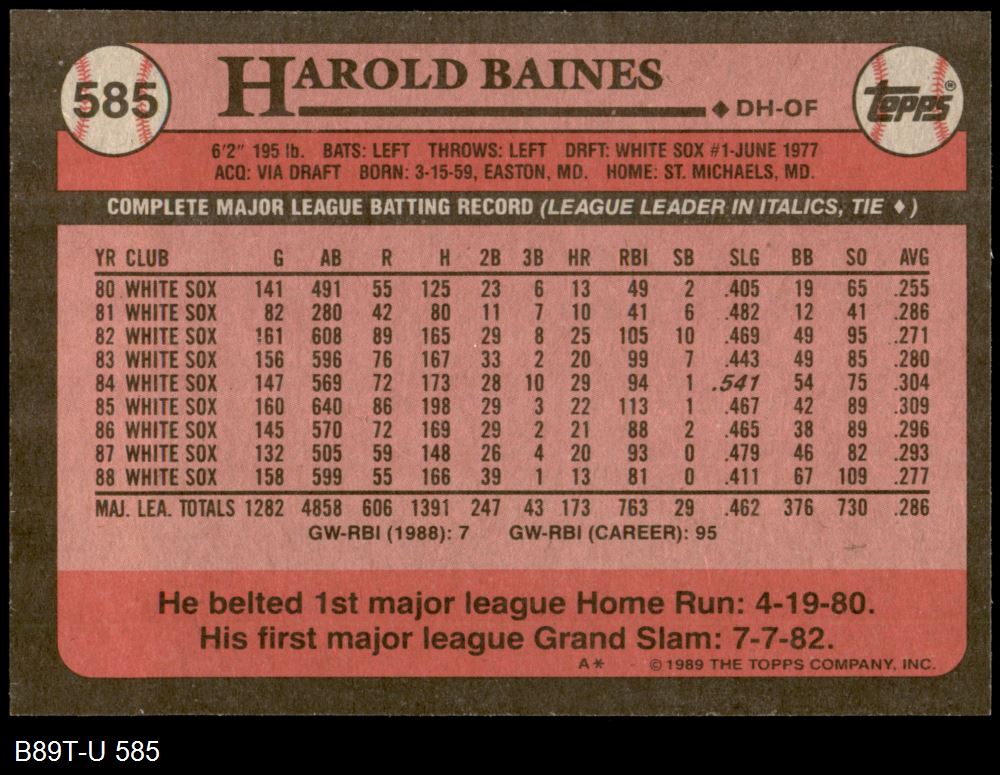 585
HAROLD BAINES
♦ DH-OF
TOPPS®
6'2" 195 lb. BATS: LEFT THROWS: LEFT DRFT: WHITE SOX #1-JUNE 1977
ACQ: VIA DRAFT BORN: 3-15-59, EASTON, MD. HOME: ST. MICHAELS, MD.
COMPLETE MAJOR LEAGUE BATTING RECORD (LEAGUE LEADER IN ITALICS, TIE ♦)
YR CLUB G AB R H 2B 3B HR RBI SB SLG BB SO AVG
80 WHITE SOX 141 491 55 125 23 6 13 49 2 .405 19 65 .255
81 WHITE SOX 82 280 42 80 11 7 10 41 6 .482 12 41 .286
82 WHITE SOX 161 608 89 165 29 8 25 105 10 .469 49 95 .271
83 WHITE SOX 156 596 76 167 33 2 20 99 7 .443 49 85 .280
84 WHITE SOX 147 569 72 173 28 10 29 94 1 .541 54 75 .304
85 WHITE SOX 160 640 86 198 29 3 22 113 1 .467 42 89 .309
86 WHITE SOX 145 570 72 169 29 2 21 88 2 .465 38 89 .296
87 WHITE SOX 132 505 59 148 26 4 20 93 0 .479 46 82 .293
88 WHITE SOX 158 599 55 166 39 1 13 81 0 .411 67 109 .277
MAJ. LEA. TOTALS 1282 4858 606 1391 247 43 173 763 29 .462 376 730 .286
GW-RBI (1988): 7 GW-RBI (CAREER): 95
He belted 1st major league Home Run: 4-19-80.
His first major league Grand Slam: 7-7-82.
A* © 1989 THE TOPPS COMPANY, INC.
B89T-U 585